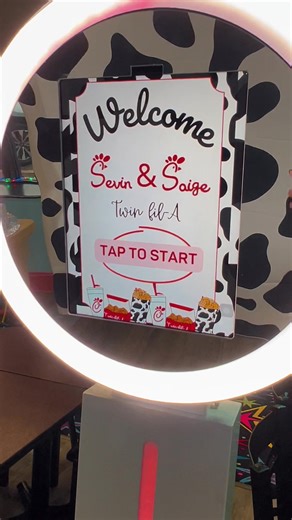 Welcome
Sevin & Saige
Twin fil-A
TAP TO START